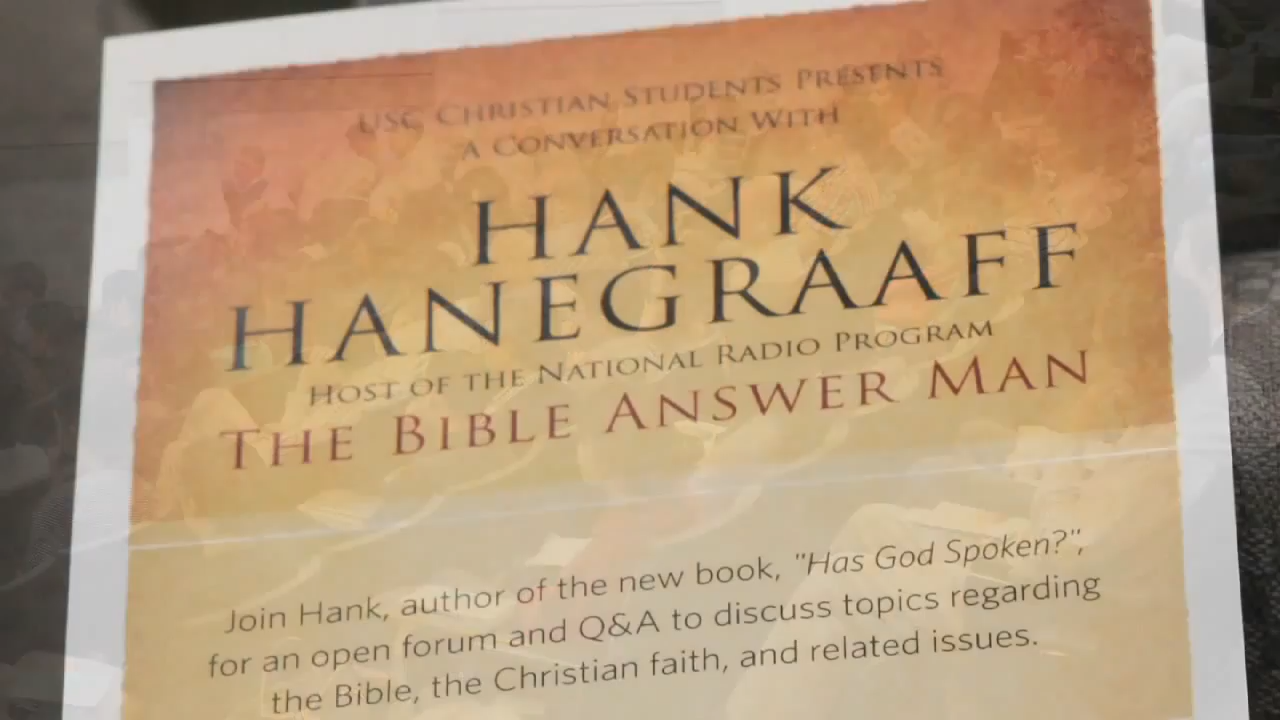 USC CHRISTIAN STUDENTS PRESENTS
A CONVERSATION WITH
HANK
HANEGRAAFF
HOST OF THE NATIONAL RADIO PROGRAM
THE BIBLE ANSWER MAN
Join Hank, author of the new book, "Has God Spoken?",
for an open forum and Q&A to discuss topics regarding
the Bible, the Christian faith, and related issues.